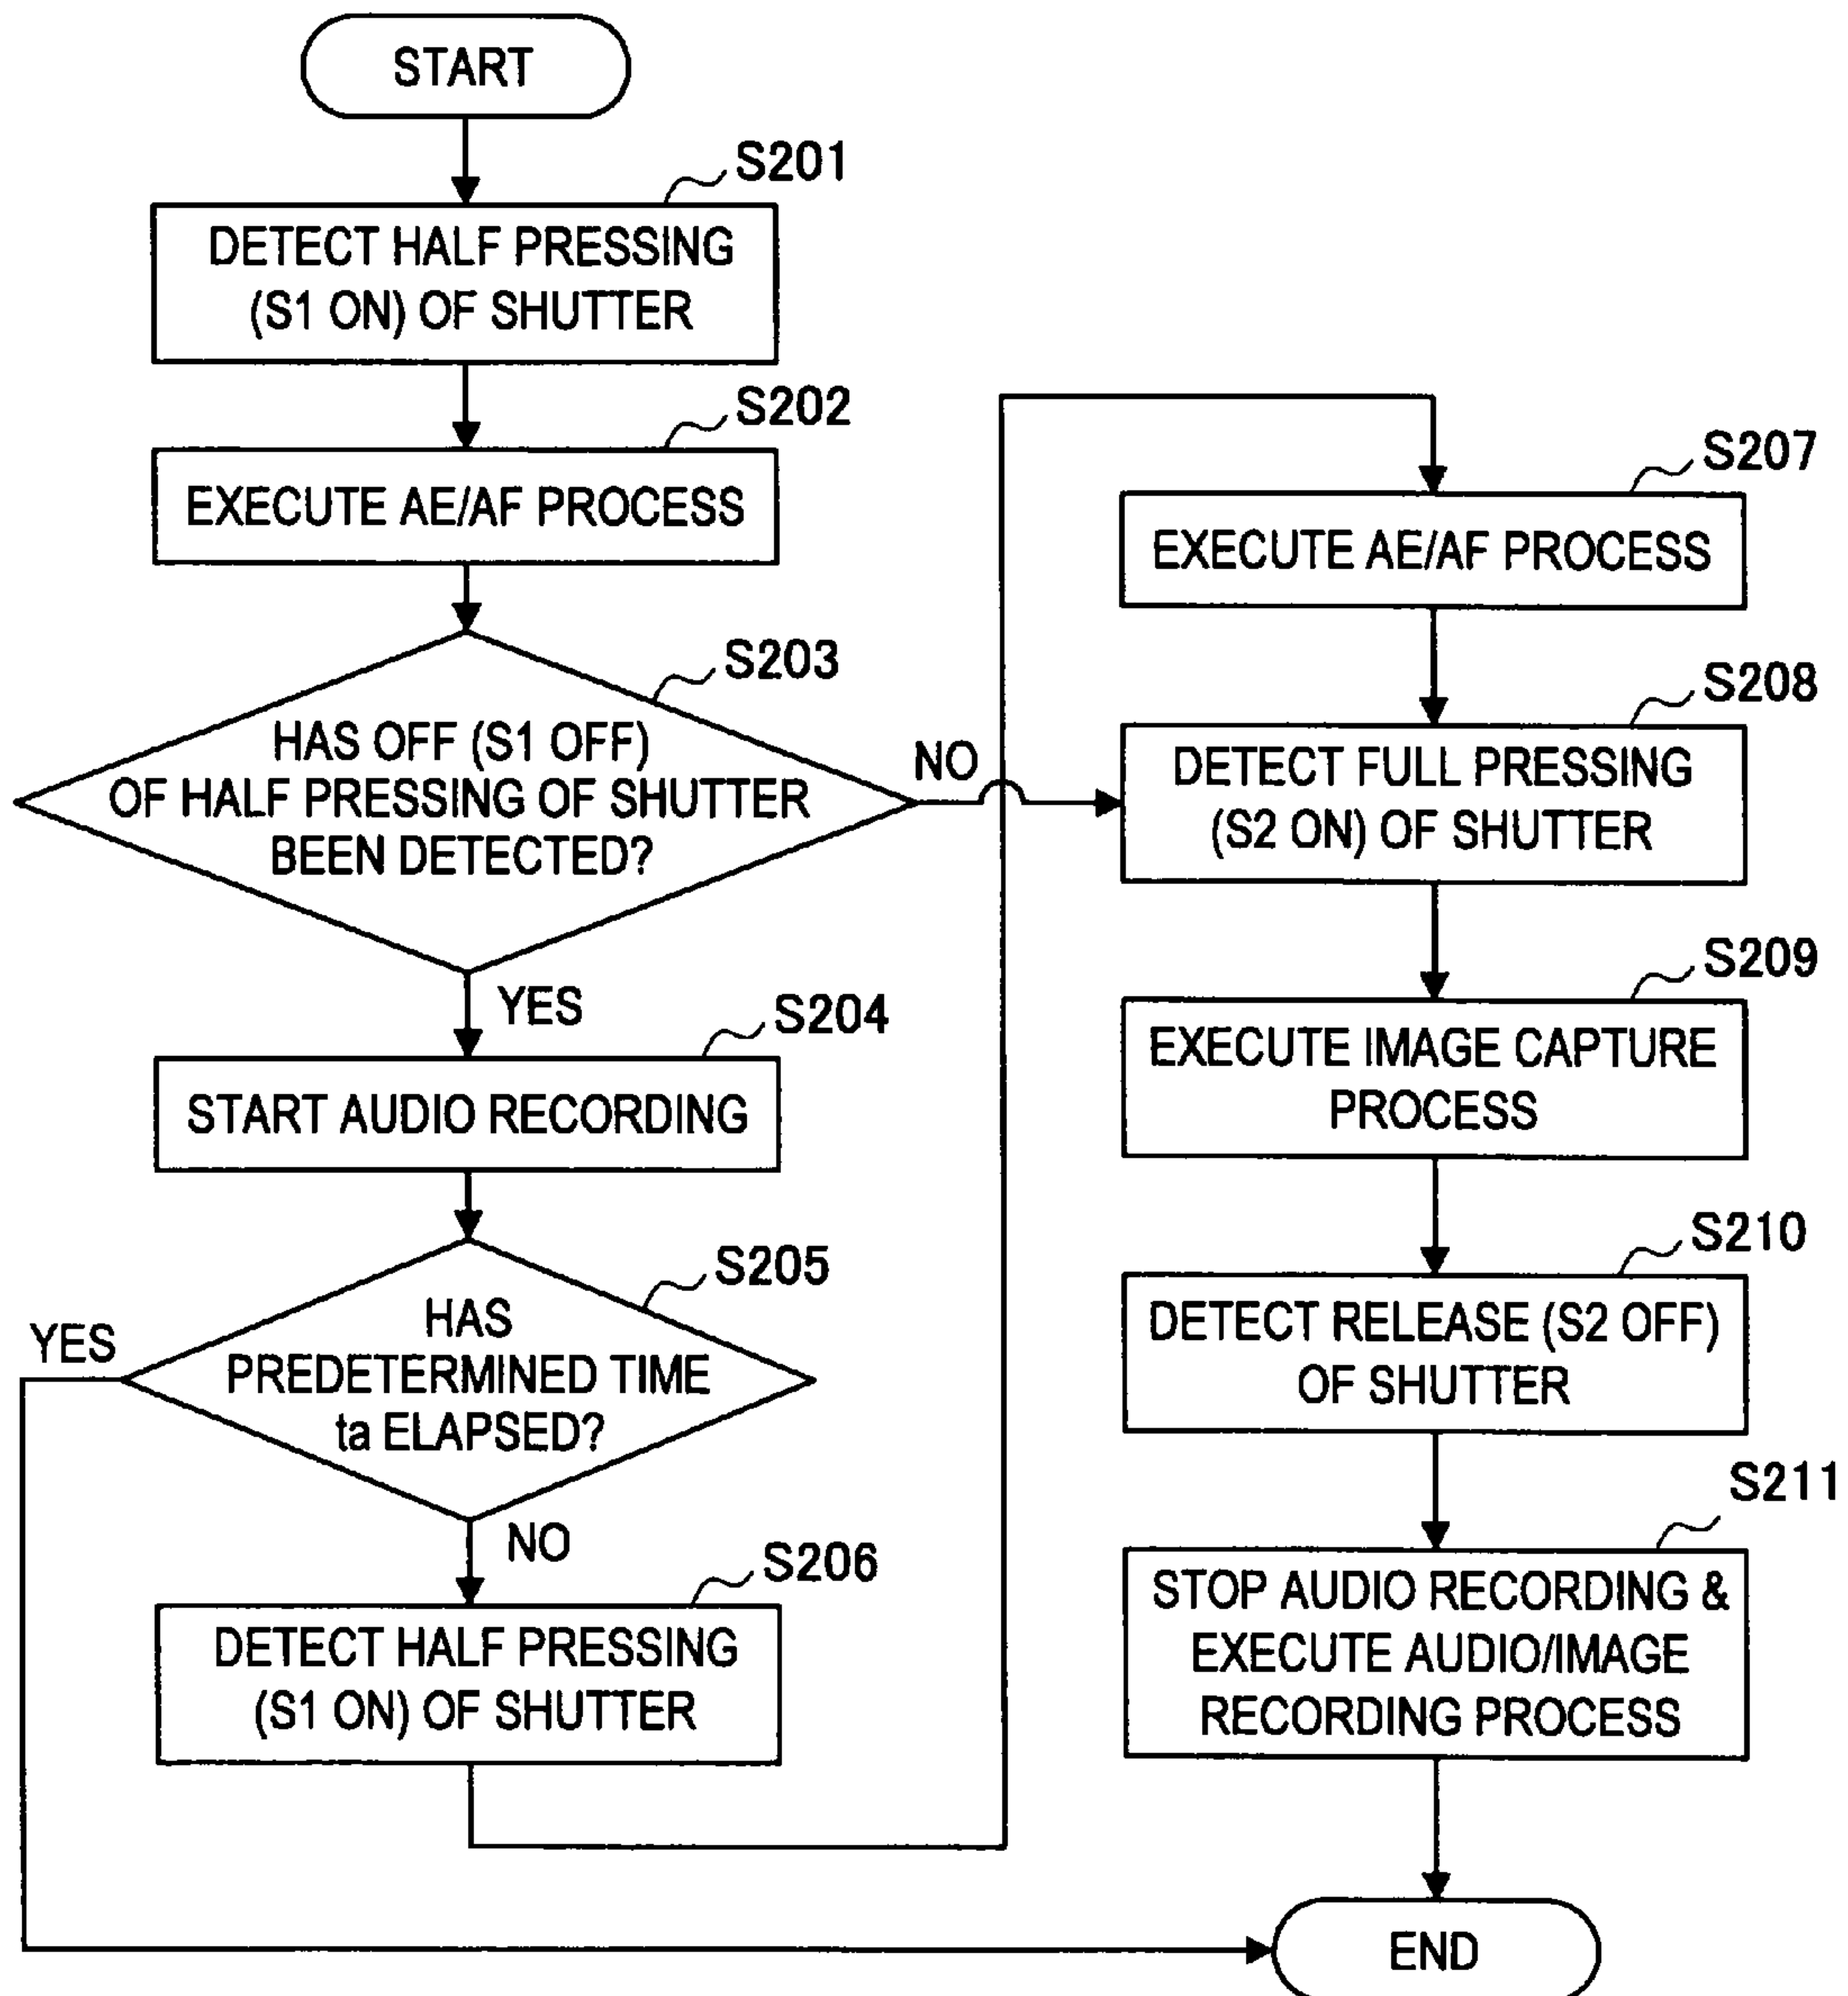 START
S201
DETECT HALF PRESSING
(S1 ON) OF SHUTTER
S202
EXECUTE AE/AF PROCESS
S203
HAS OFF (S1 OFF)
OF HALF PRESSING OF SHUTTER
BEEN DETECTED?
NO
YES
S204
START AUDIO RECORDING
S205
HAS
PREDETERMINED TIME
ta ELAPSED?
YES
NO
S206
DETECT HALF PRESSING
(S1 ON) OF SHUTTER
S207
EXECUTE AE/AF PROCESS
S208
DETECT FULL PRESSING
(S2 ON) OF SHUTTER
S209
EXECUTE IMAGE CAPTURE
PROCESS
S210
DETECT RELEASE (S2 OFF)
OF SHUTTER
S211
STOP AUDIO RECORDING &
EXECUTE AUDIO/IMAGE
RECORDING PROCESS
END